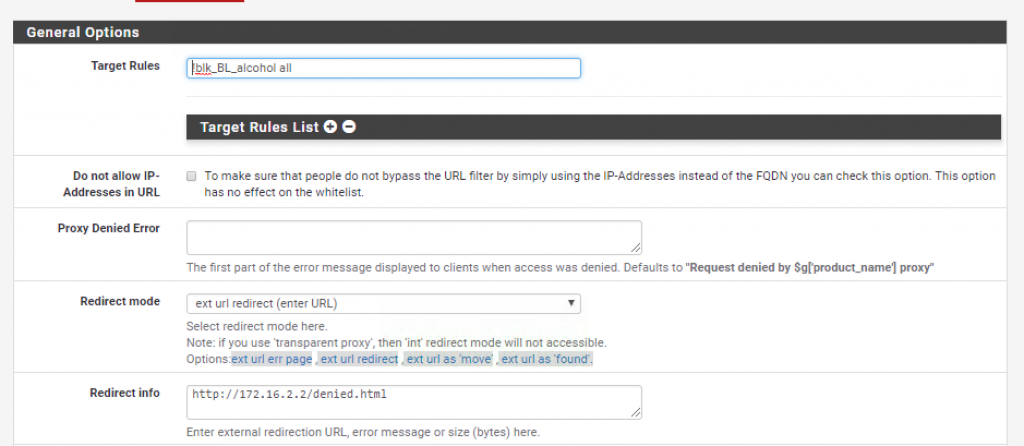 General Options
Target Rules
!blk_BL_alcohol all
Target Rules List
Do not allow IP-
Addresses in URL
To make sure that people do not bypass the URL filter by simply using the IP-Addresses instead of the FQDN you can check this option. This option
has no effect on the whitelist.
Proxy Denied Error
The first part of the error message displayed to clients when access was denied. Defaults to "Request denied by $g['product_name'] proxy"
Redirect mode
ext url redirect (enter URL)
Select redirect mode here.
Note: if you use 'transparent proxy', then 'int' redirect mode will not accessible.
Options:ext url err page , ext url redirect , ext url as 'move' , ext url as 'found'.
Redirect info
http://172.16.2.2/denied.html
Enter external redirection URL, error message or size (bytes) here.